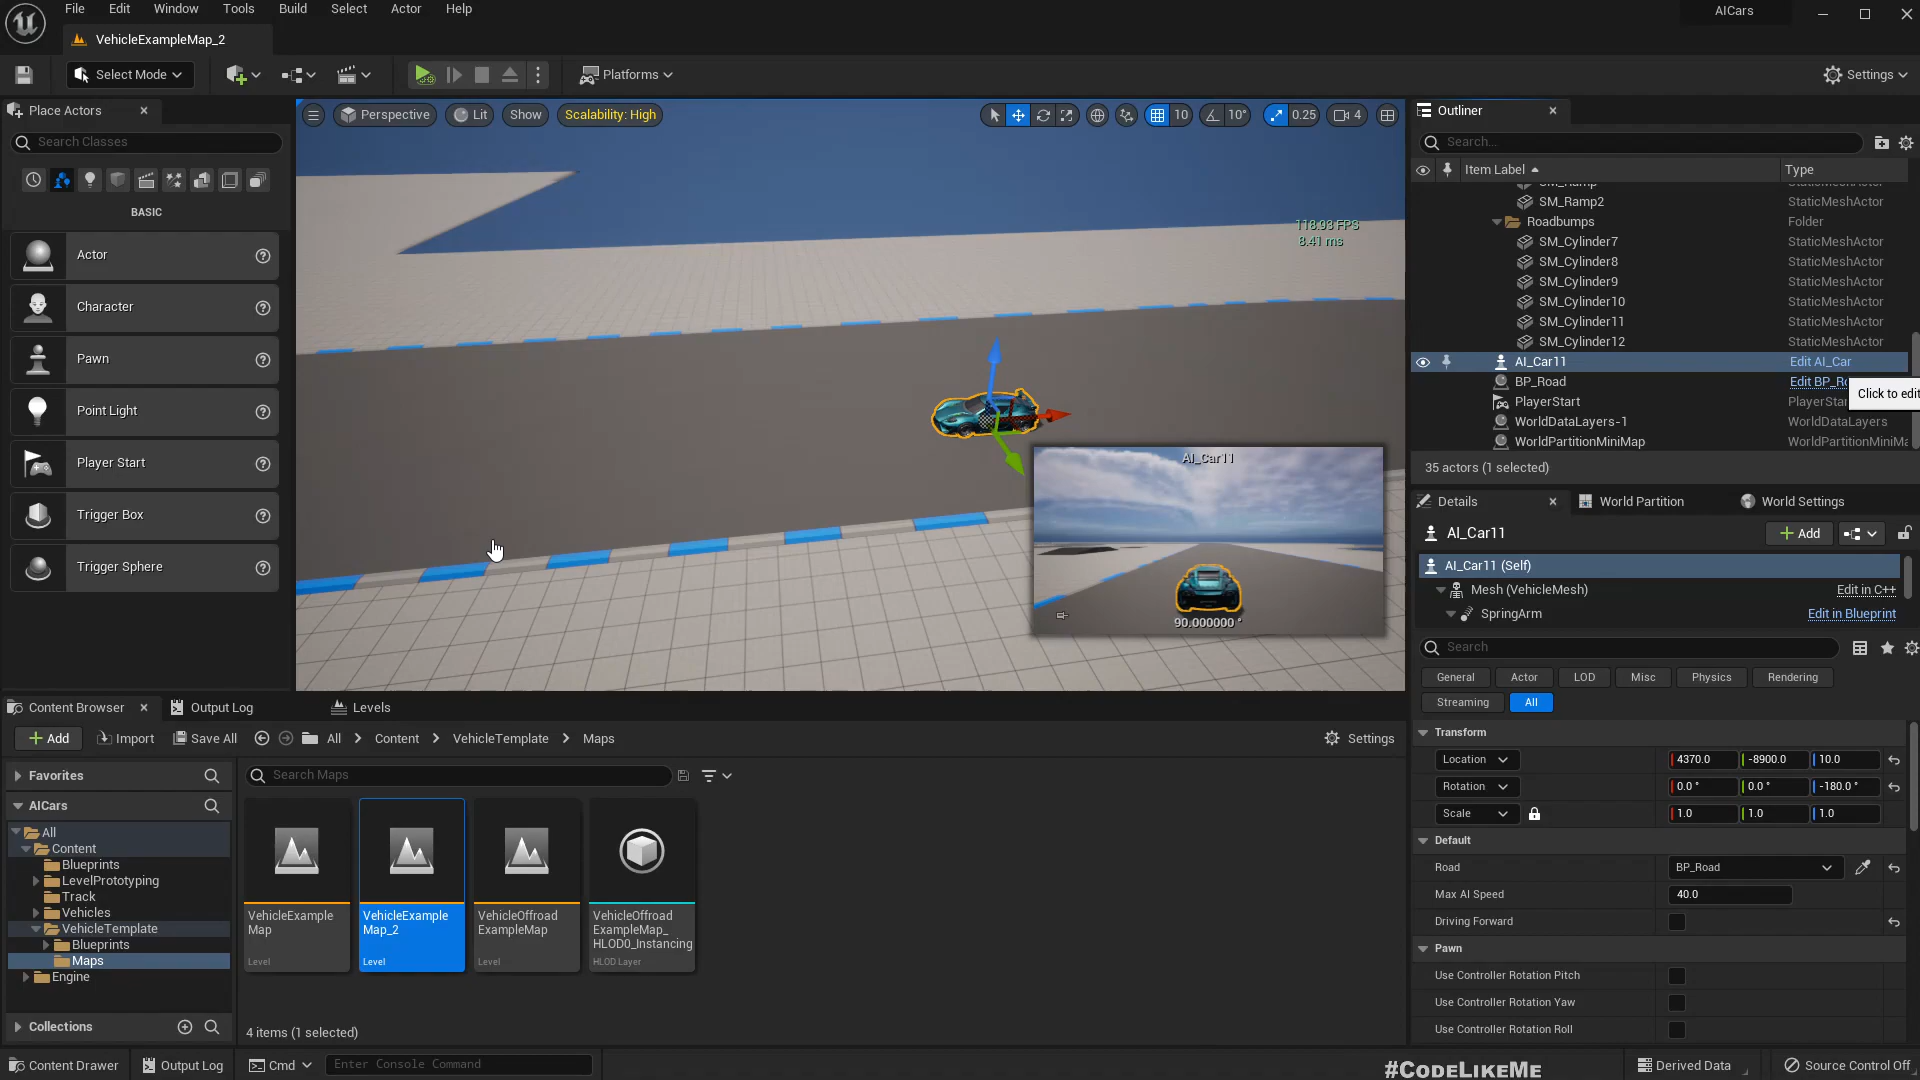 File Edit Window Tools Build Select Actor Help
AICars
VehicleExampleMap_2
Select Mode
Platforms
Settings
Place Actors
Search Classes
BASIC
Actor
Character
Pawn
Point Light
Player Start
Trigger Box
Trigger Sphere
Perspective Lit Show Scalability: High
10 10° 0.25 4
118.93 FPS
8.41 ms
AI_Car11
90.000000 °
Outliner
Search...
Item Label Type
SM_Ramp StaticMeshActor
SM_Ramp2 StaticMeshActor
Roadbumps Folder
SM_Cylinder7 StaticMeshActor
SM_Cylinder8 StaticMeshActor
SM_Cylinder9 StaticMeshActor
SM_Cylinder10 StaticMeshActor
SM_Cylinder11 StaticMeshActor
SM_Cylinder12 StaticMeshActor
AI_Car11 Edit AI_Car
BP_Road Edit BP_Ro
Click to edi
PlayerStart PlayerStar
WorldDataLayers-1 WorldDataLayers
WorldPartitionMiniMap WorldPartitionMiniMa
35 actors (1 selected)
Details World Partition World Settings
AI_Car11 Add
AI_Car11 (Self)
Mesh (VehicleMesh) Edit in C++
SpringArm Edit in Blueprint
Search
General Actor LOD Misc Physics Rendering
Streaming All
Transform
Location 4370.0 -8900.0 10.0
Rotation 0.0 ° 0.0 ° -180.0 °
Scale 1.0 1.0 1.0
Default
Road BP_Road
Max AI Speed 40.0
Driving Forward
Pawn
Use Controller Rotation Pitch
Use Controller Rotation Yaw
Use Controller Rotation Roll
Content Browser Output Log Levels
Add Import Save All All Content VehicleTemplate Maps Settings
Favorites
AICars
All
Content
Blueprints
LevelPrototyping
Track
Vehicles
VehicleTemplate
Blueprints
Maps
Engine
Collections
Search Maps
VehicleExample
Map
Level
VehicleExample
Map_2
Level
VehicleOffroad
ExampleMap
Level
VehicleOffroad
ExampleMap_
HLOD0_Instancing
HLOD Layer
4 items (1 selected)
Content Drawer Output Log Cmd Enter Console Command
#CODELIKEME
Derived Data Source Control Off